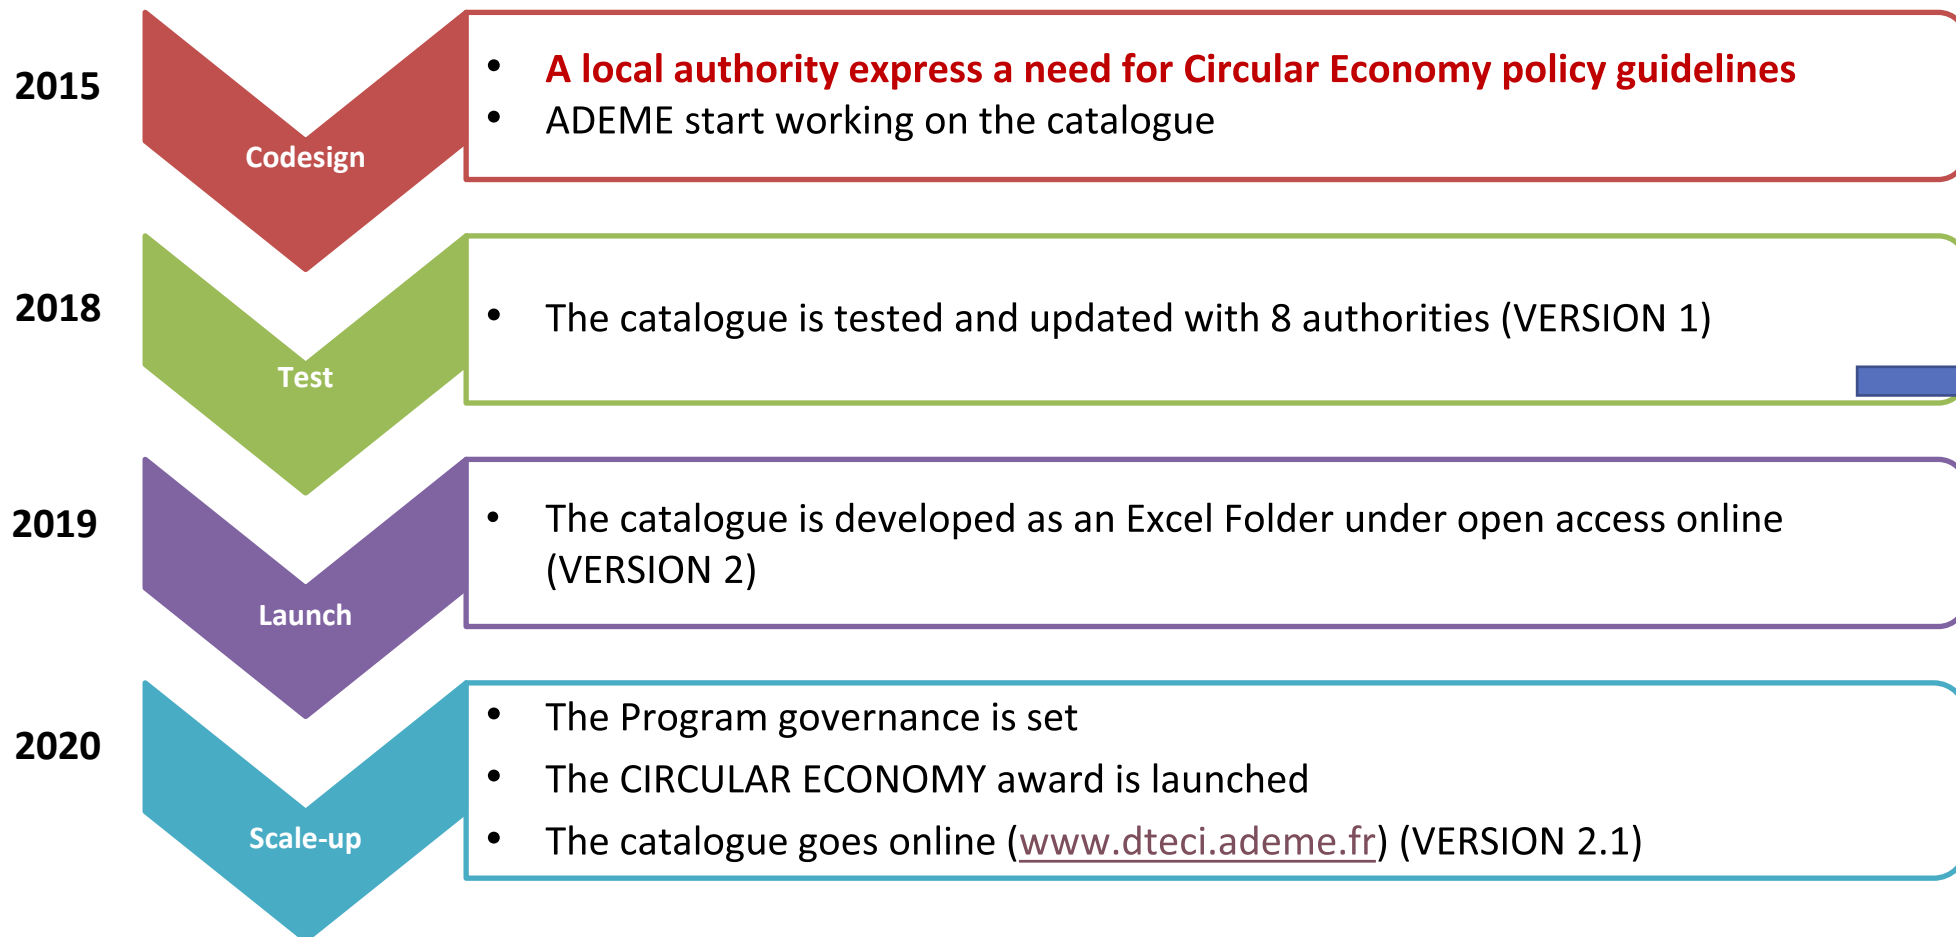 2015
Codesign
• A local authority express a need for Circular Economy policy guidelines
• ADEME start working on the catalogue
2018
Test
• The catalogue is tested and updated with 8 authorities (VERSION 1)
2019
Launch
• The catalogue is developed as an Excel Folder under open access online
(VERSION 2)
2020
Scale-up
• The Program governance is set
• The CIRCULAR ECONOMY award is launched
• The catalogue goes online (www.dteci.ademe.fr) (VERSION 2.1)